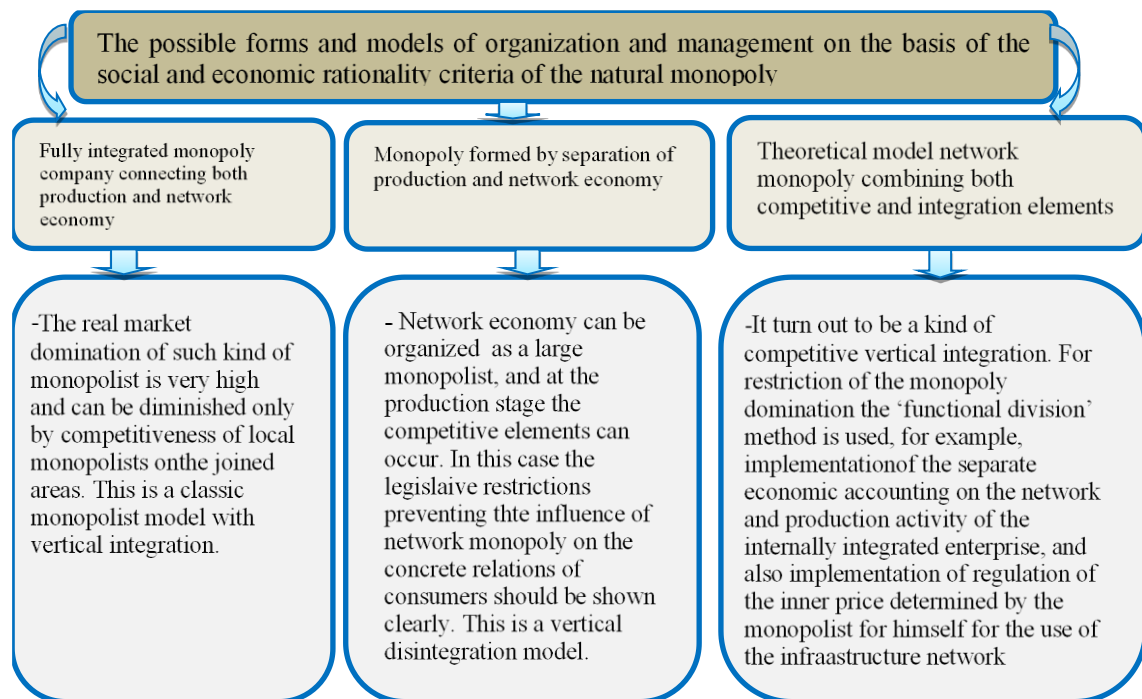 The possible forms and models of organization and management on the basis of the
social and economic rationality criteria of the natural monopoly
Fully integrated monopoly
company connecting both
production and network
economy
Monopoly formed by separation of
production and network economy
Theoretical model network
monopoly combining both
competitive and integration elements
-The real market
domination of such kind of
monopolist is very high
and can be diminished only
by competitiveness of local
monopolists onthe joined
areas. This is a classic
monopolist model with
vertical integration.
- Network economy can be
organized as a large
monopolist, and at the
production stage the
competitive elements can
occur. In this case the
legislaive restrictions
preventing thte influence of
network monopoly on the
concrete relations of
consumers should be shown
clearly. This is a vertical
disintegration model.
-It turn out to be a kind of
competitive vertical integration. For
restriction of the monopoly
domination the ‘functional division’
method is used, for example,
implementationof the separate
economic accounting on the network
and production activity of the
internally integrated enterprise, and
also implementation of regulation of
the inner price determined by the
monopolist for himself for the use of
the infraastructure network